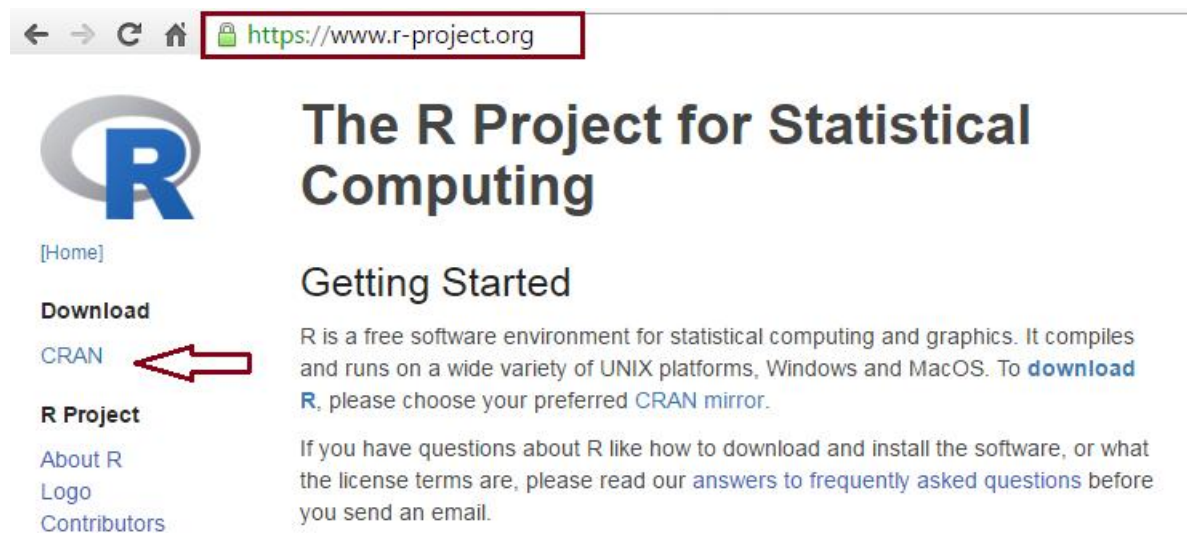 https://www.r-project.org
R
The R Project for Statistical
Computing
[Home]
Download
CRAN
R Project
About R
Logo
Contributors
Getting Started
R is a free software environment for statistical computing and graphics. It compiles
and runs on a wide variety of UNIX platforms, Windows and MacOS. To download
R, please choose your preferred CRAN mirror.
If you have questions about R like how to download and install the software, or what
the license terms are, please read our answers to frequently asked questions before
you send an email.